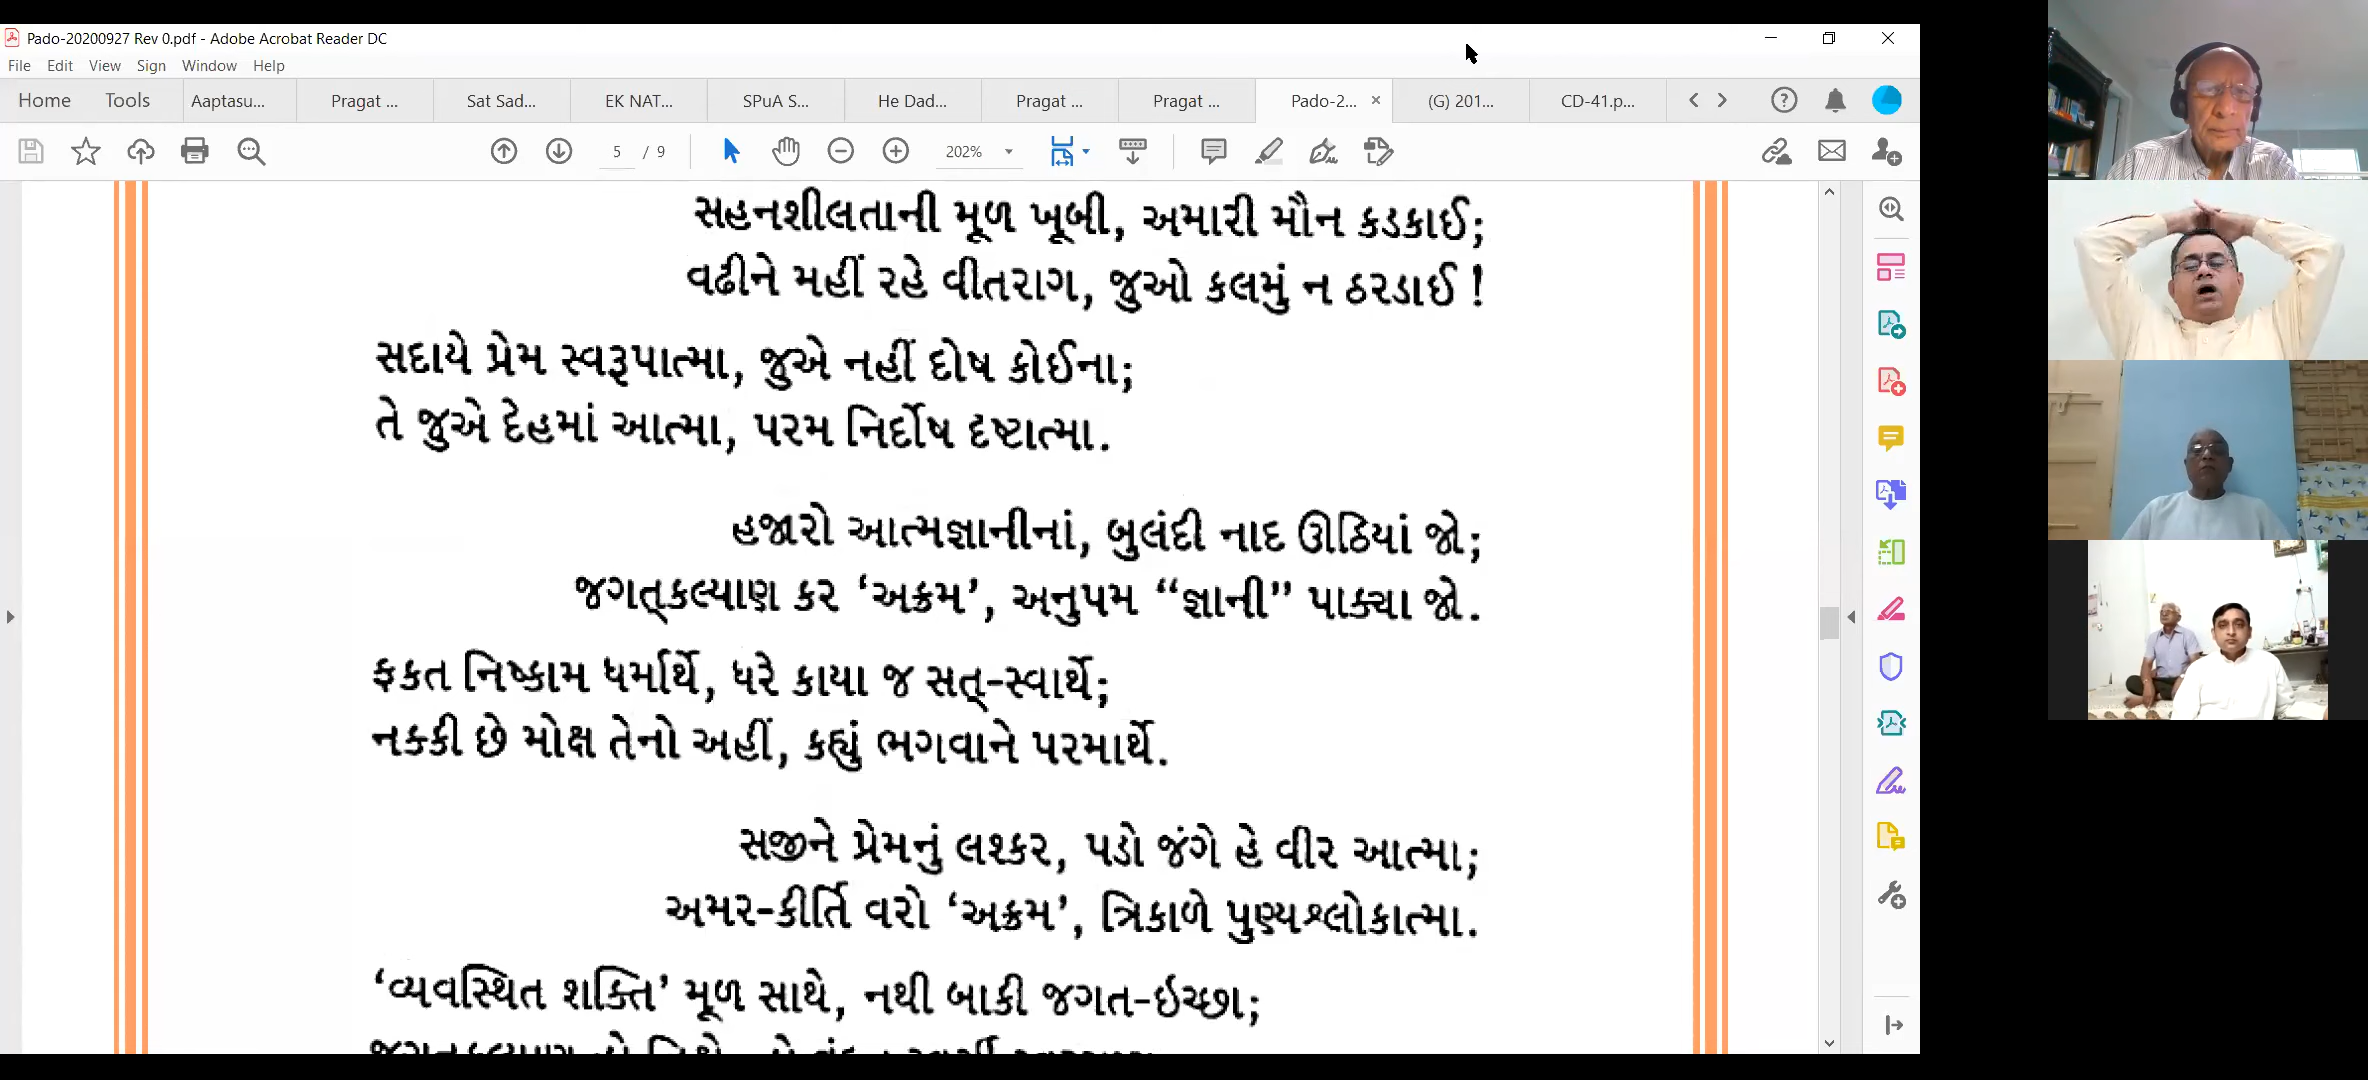 Pado-20200927 Rev 0.pdf - Adobe Acrobat Reader DC
File Edit View Sign Window Help
Home Tools Aaptasu... Pragat ... Sat Sad... EK NAT... SPuA S... He Dad... Pragat ... Pragat ... Pado-2... × (G) 201... CD-41.p...
5 / 9 202%
સહનશીલતાની મૂળ ખૂબી, અમારી મૌન કડકાઈ;
વઢીને મહીં રહે વીતરાગ, જુઓ કલમું ન ઠરડાઈ !
સદાયે પ્રેમ સ્વરૂપાત્મા, જુએ નહીં દોષ કોઈના;
તે જુએ દેહમાં આત્મા, પરમ નિર્દોષ દષ્ટાત્મા.
હજારો આત્મજ્ઞાનીનાં, બુલંદી નાદ ઊઠિયાં જો;
જગત્કલ્યાણ કર ‘અક્રમ’, અનુપમ “જ્ઞાની” પાક્યા જો.
ફકત નિષ્કામ ધર્માર્થે, ધરે કાયા જ સત્-સ્વાર્થે;
નક્કી છે મોક્ષ તેનો અહીં, કહ્યું ભગવાને પરમાર્થે.
સજીને પ્રેમનું લશ્કર, પડો જંગે હે વીર આત્મા;
અમર-કીર્તિ વરો ‘અક્રમ’, ત્રિકાળે પુણ્યશ્લોકાત્મા.
‘વ્યવસ્થિત શક્તિ’ મૂળ સાથે, નથી બાકી જગત-ઇચ્છા;